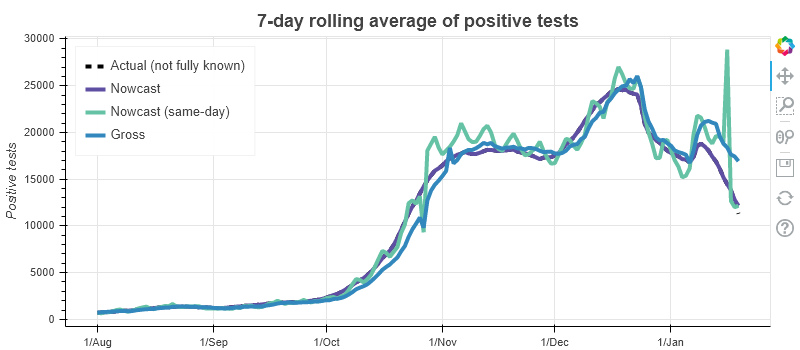 7-day rolling average of positive tests
Actual (not fully known)
Nowcast
Nowcast (same-day)
Gross
Positive tests
30000
25000
20000
15000
10000
5000
0
1/Aug
1/Sep
1/Oct
1/Nov
1/Dec
1/Jan